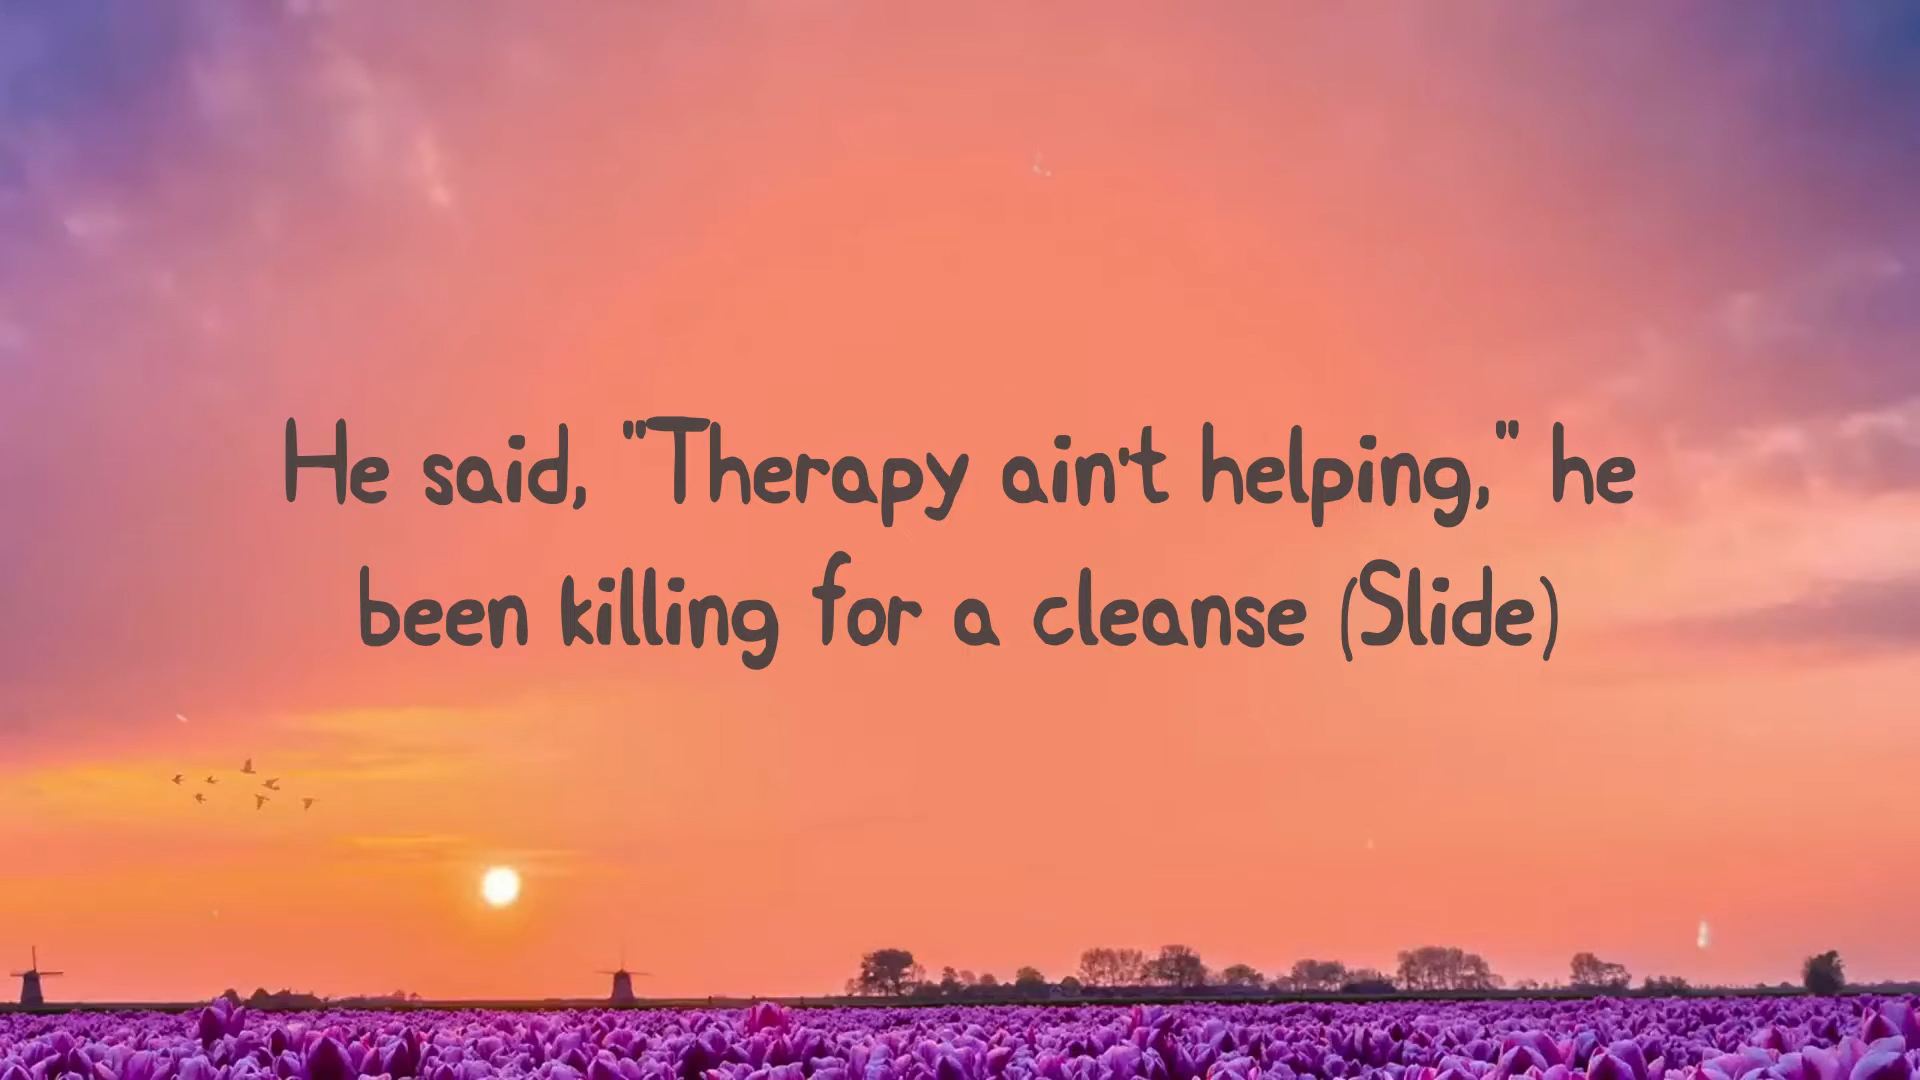 He said, "Therapy ain't helping," he
been killing for a cleanse (Slide)